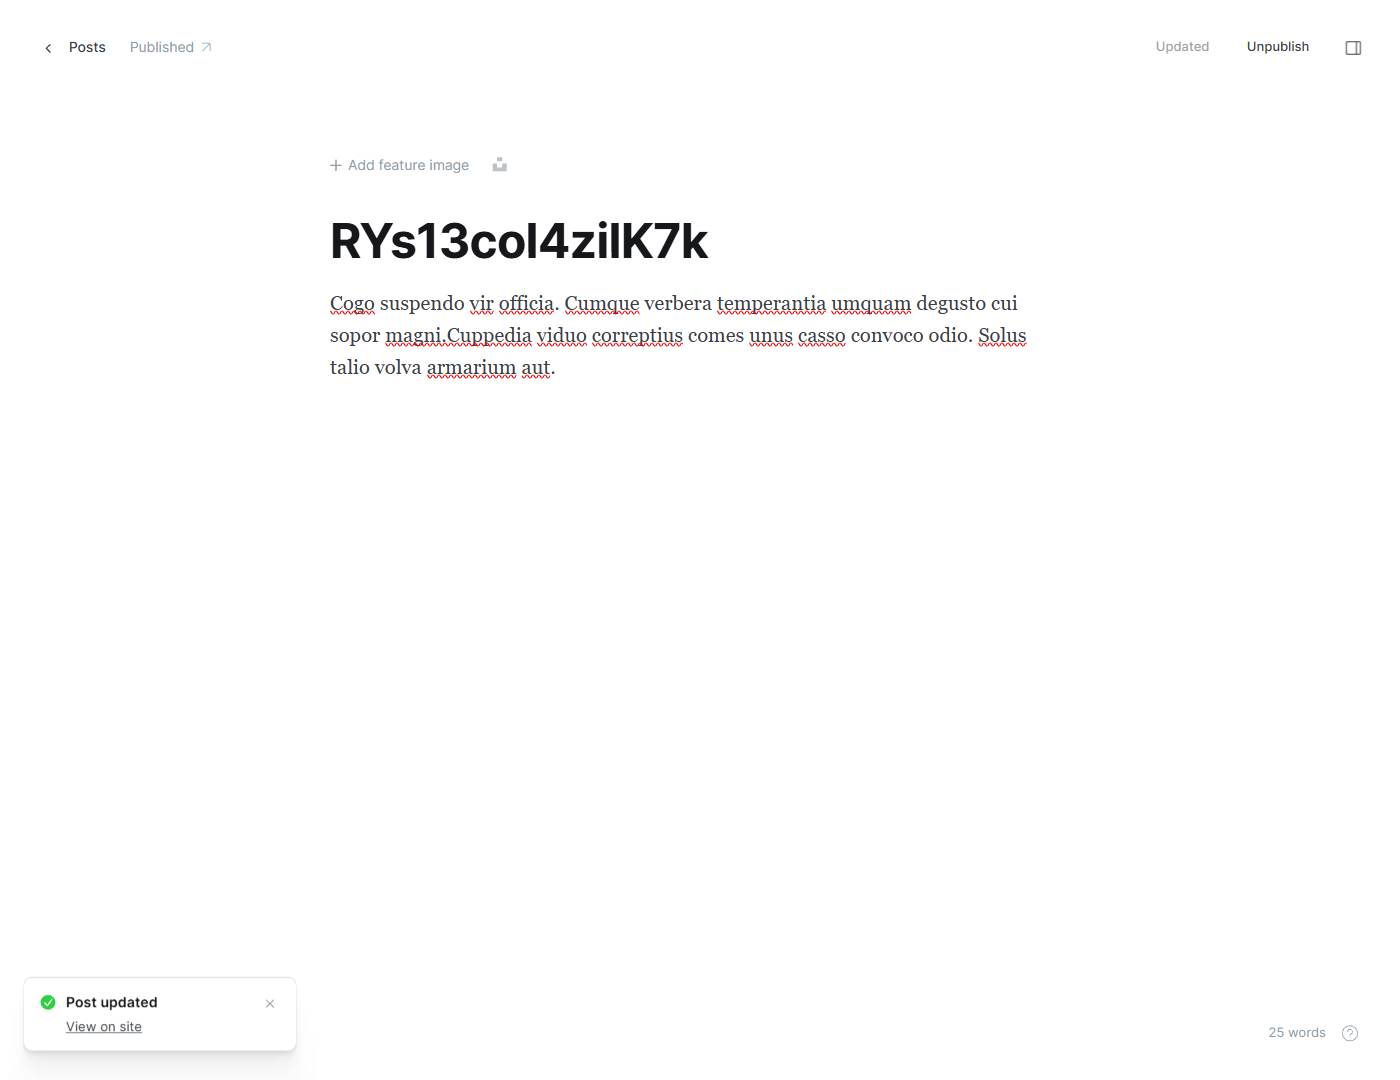 Posts Published
Updated Unpublish
Add feature image
RYs13coI4zilK7k
Cogo suspendo vir officia. Cumque verbera temperantia umquam degusto cui
sopor magni.Cuppedia viduo correptius comes unus casso convoco odio. Solus
talio volva armarium aut.
Post updated
View on site
25 words